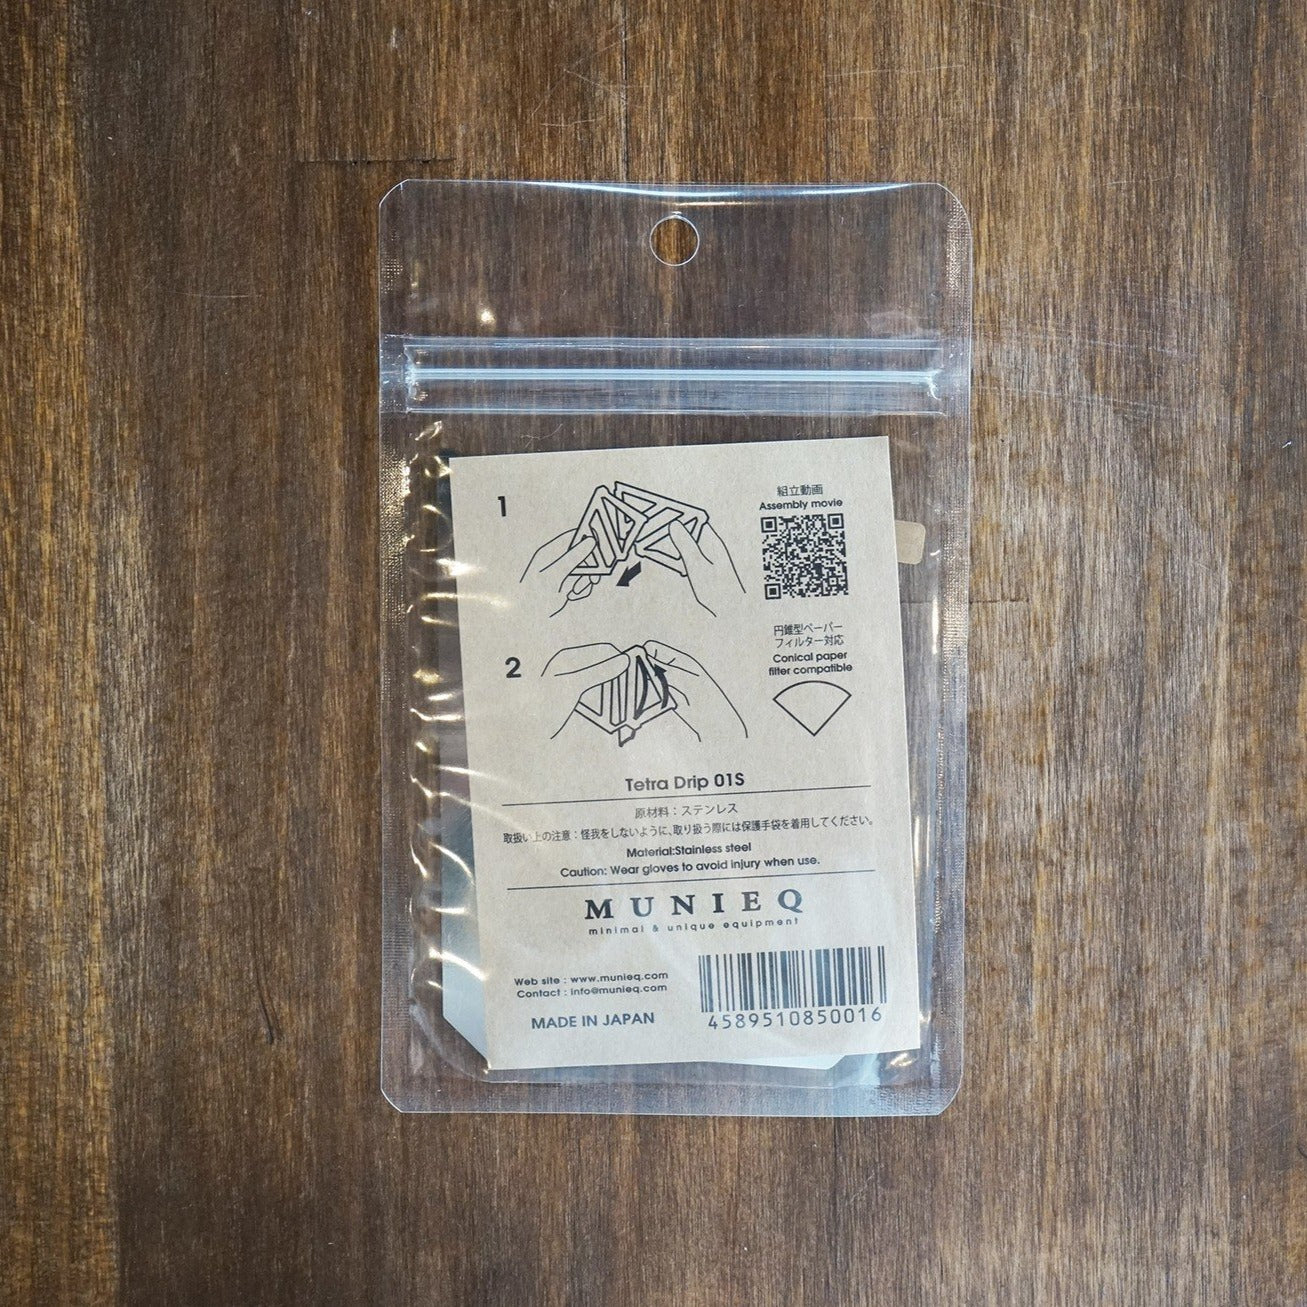 1
組立動画
Assembly movie
円錐型ペーパー
フィルター対応
Conical paper
filter compatible
2
Tetra Drip 01S
原材料：ステンレス
取扱い上の注意：怪我をしないように、取り扱う際には保護手袋を着用してください。
Material:Stainless steel
Caution: Wear gloves to avoid injury when use.
MUNIEQ
minimal & unique equipment
Web site : www.munieq.com
Contact : info@munieq.com
MADE IN JAPAN
4589510850016